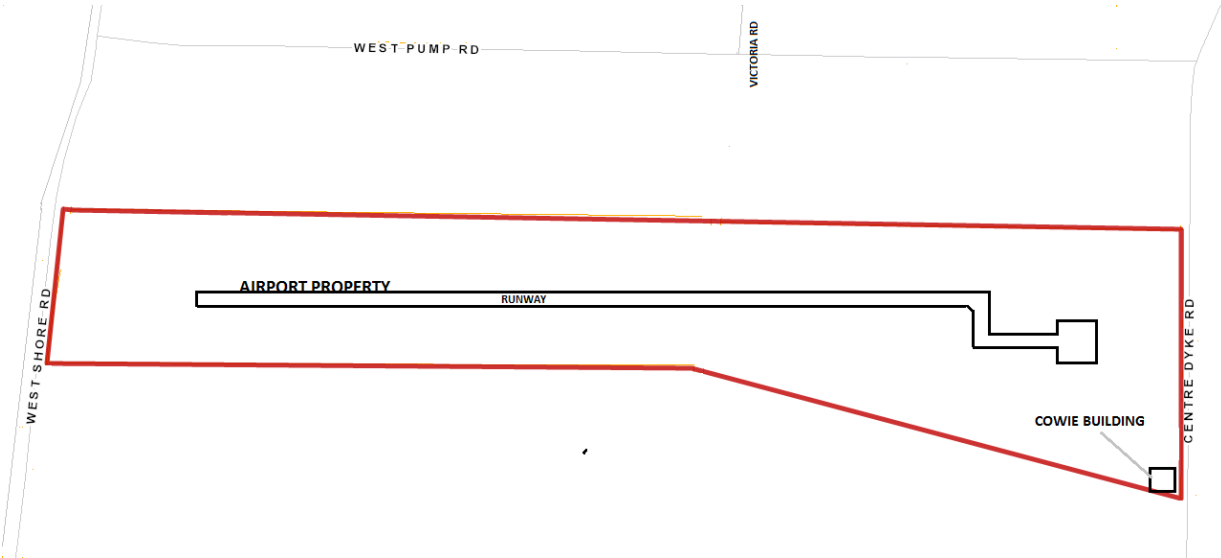 WEST PUMP RD
VICTORIA RD
AIRPORT PROPERTY
RUNWAY
WEST SHORE RD
CENTRE DYKE RD
COWIE BUILDING